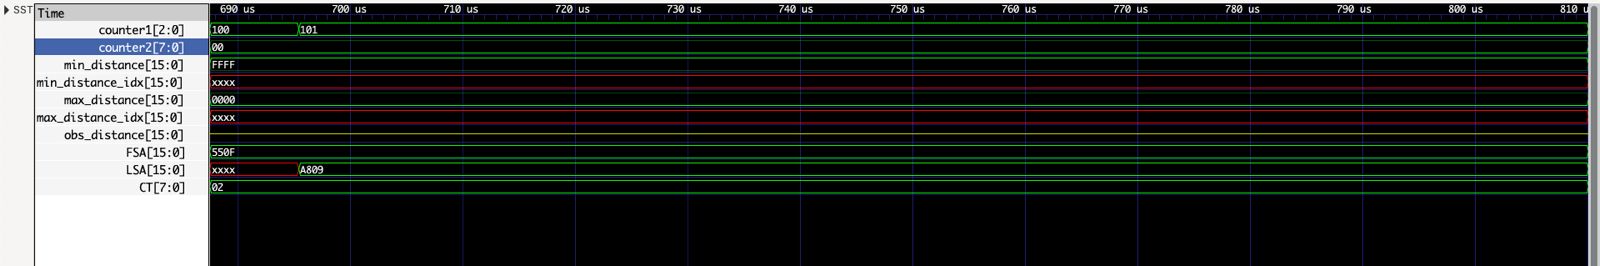 SST
Time
690 us 700 us 710 us 720 us 730 us 740 us 750 us 760 us 770 us 780 us 790 us 800 us 810 u
counter1[2:0] 100 101
counter2[7:0] 00
min_distance[15:0] FFFF
min_distance_idx[15:0] xxxx
max_distance[15:0] 0000
max_distance_idx[15:0] xxxx
obs_distance[15:0]
FSA[15:0] 550F
LSA[15:0] xxxx A809
CT[7:0] 02